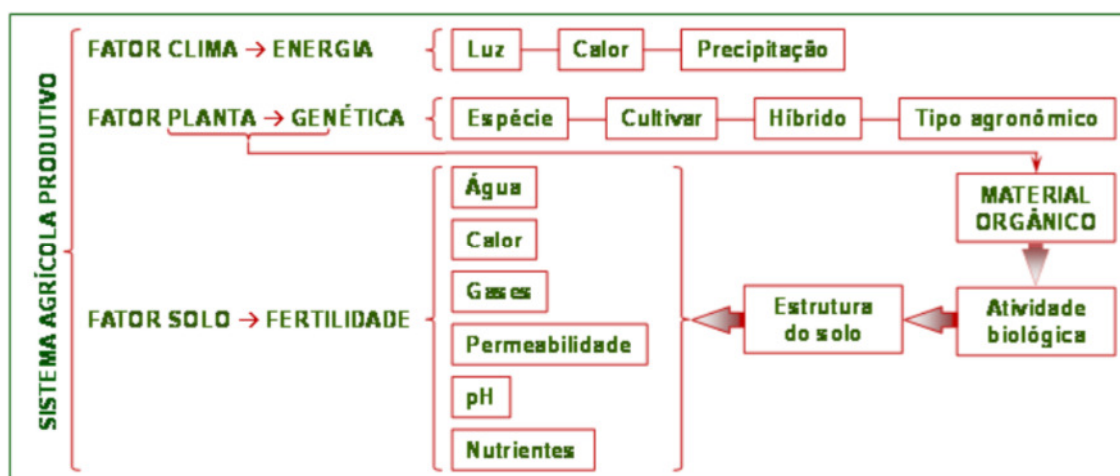 SISTEMA AGRÍCOLA PRODUTIVO
FATOR CLIMA → ENERGIA
Luz
Calor
Precipitação
FATOR PLANTA → GENÉTICA
Espécie
Cultivar
Híbrido
Tipo agronômico
MATERIAL
ORGÂNICO
Atividade
biológica
Estrutura
do solo
FATOR SOLO → FERTILIDADE
Água
Calor
Gases
Permeabilidade
pH
Nutrientes